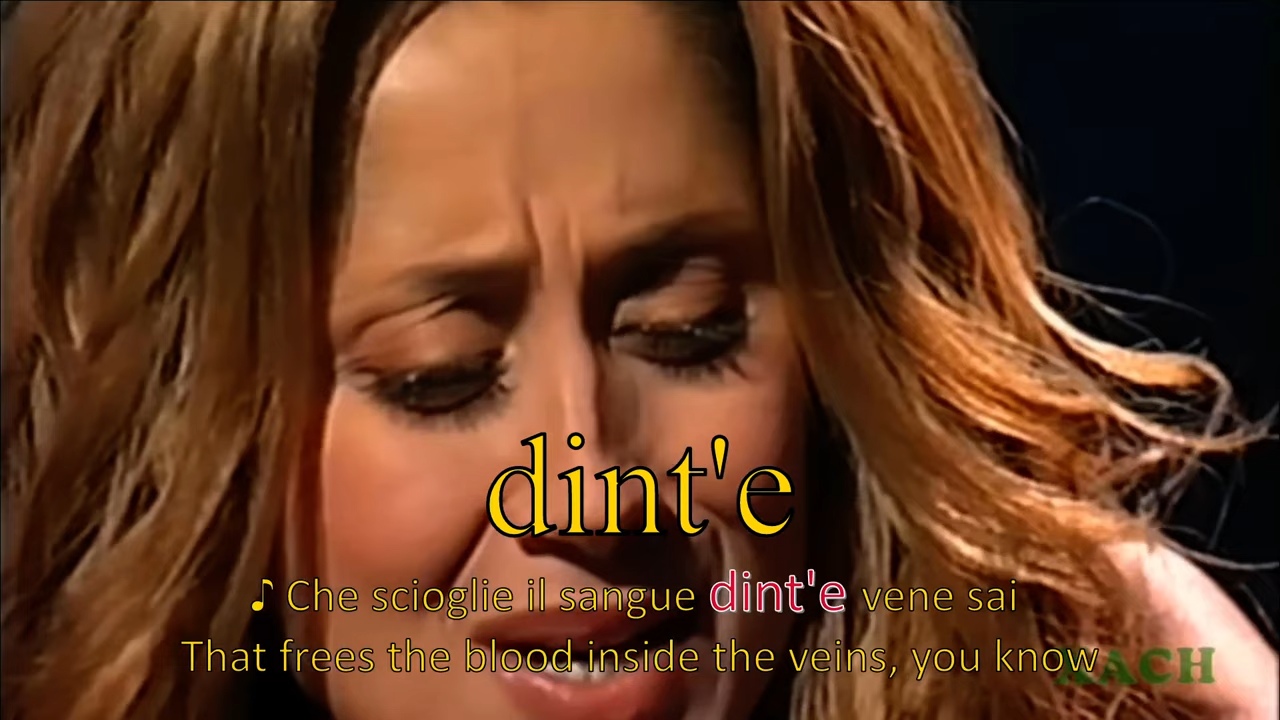 dint'e
♪ Che scioglie il sangue dint'e vene sai
That frees the blood inside the veins, you know